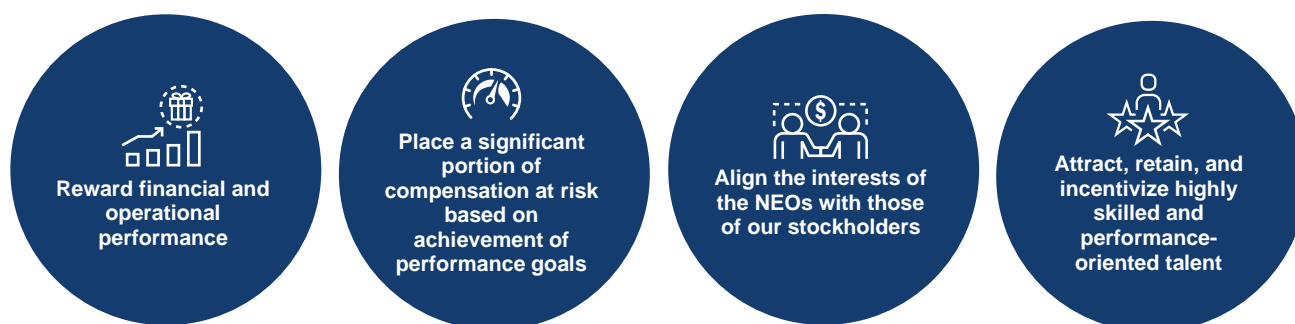 Reward financial and
operational
performance
Place a significant
portion of
compensation at risk
based on
achievement of
performance goals
$
Align the interests of
the NEOs with those
of our stockholders
Attract, retain, and
incentivize highly
skilled and
performance-
oriented talent